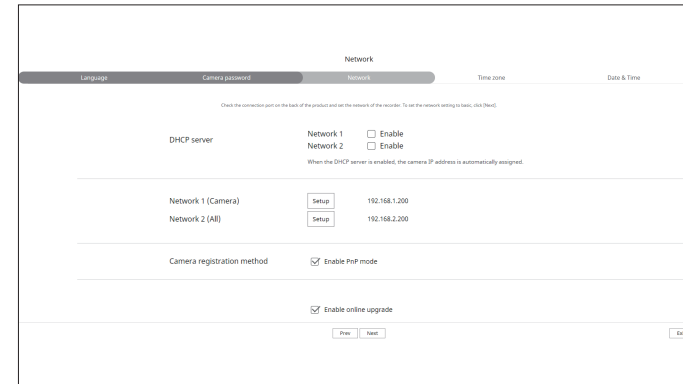 Network
Language Camera password Network Time zone Date & Time
Check the connection port on the back of the product and set the network of the recorder. To set the network setting to basic, click [Next].
DHCP server
Network 1 Enable
Network 2 Enable
When the DHCP server is enabled, the camera IP address is automatically assigned.
Network 1 (Camera) Setup 192.168.1.200
Network 2 (All) Setup 192.168.2.200
Camera registration method Enable PnP mode
Enable online upgrade
Prev Next